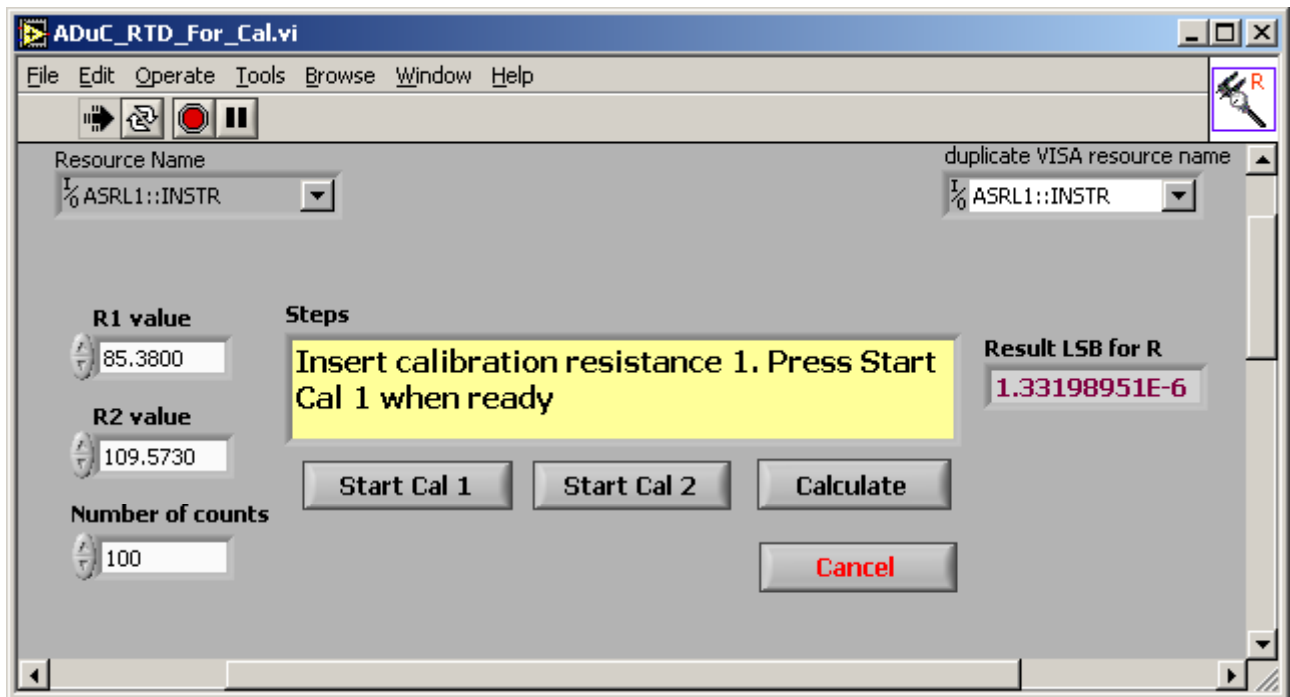 ADuC_RTD_For_Cal.vi
File Edit Operate Tools Browse Window Help
R
Resource Name
duplicate VISA resource name
I/O ASRL1::INSTR
I/O ASRL1::INSTR
R1 value
85.3800
R2 value
109.5730
Number of counts
100
Steps
Insert calibration resistance 1. Press Start
Cal 1 when ready
Start Cal 1
Start Cal 2
Calculate
Cancel
Result LSB for R
1.33198951E-6